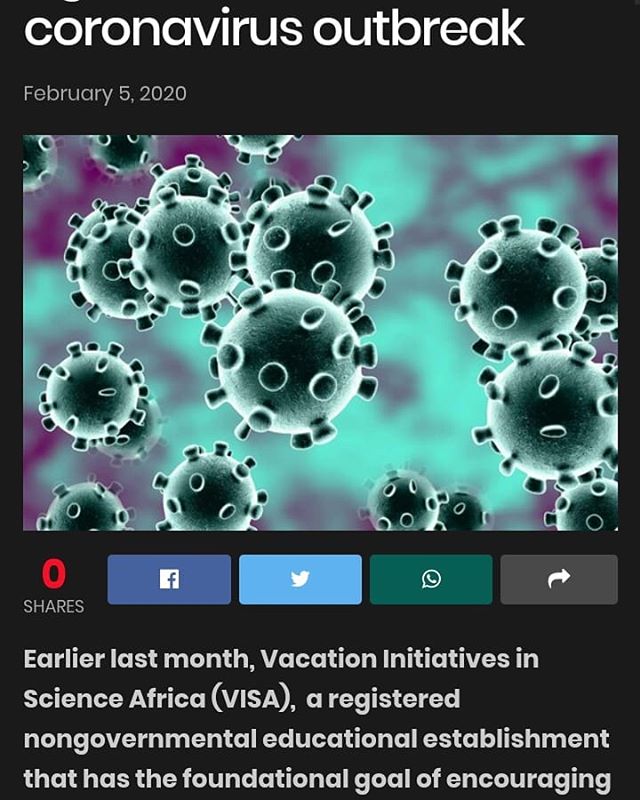 coronavirus outbreak
February 5, 2020
0
SHARES
Earlier last month, Vacation Initiatives in
Science Africa (VISA),  a registered
nongovernmental educational establishment
that has the foundational goal of encouraging